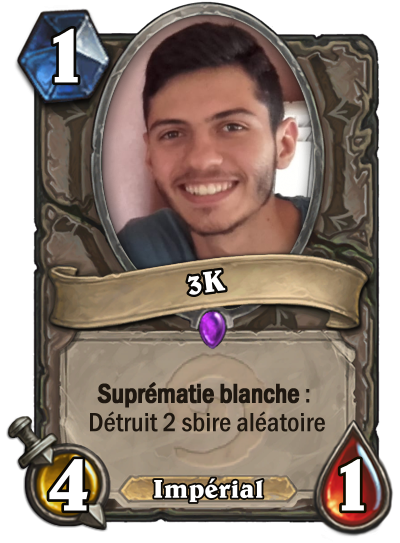 1
3K
Suprématie blanche :
Détruit 2 sbire aléatoire
4
Impérial
1